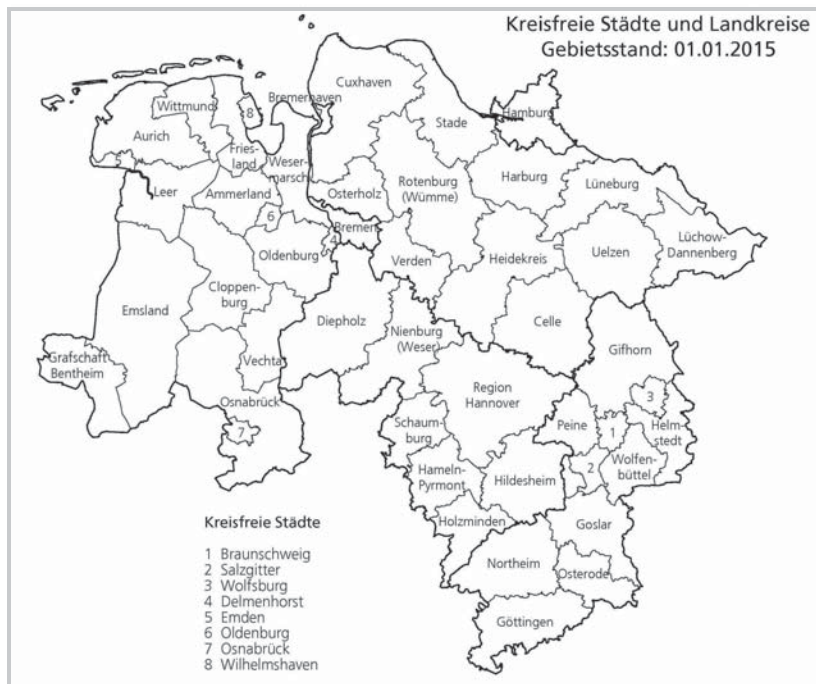 Kreisfreie Städte und Landkreise
Gebietsstand: 01.01.2015
Cuxhaven
Wittmund
8
Bremerhaven
Hamburg
Stade
Aurich
Fries-
land
Weser-
marsch
5
Leer
Ammerland
Osterholz
Rotenburg
(Wümme)
Harburg
Lüneburg
6
Bremen
4
Oldenburg
Verden
Heidekreis
Uelzen
Lüchow-
Dannenberg
Cloppen-
burg
Emsland
Diepholz
Nienburg
(Weser)
Celle
Gifhorn
Grafschaft
Bentheim
Vechta
Region
Hannover
Osnabrück
3
7
Schaum-
burg
Peine
1
Helm-
stedt
Hameln-
Pyrmont
Hildesheim
2
Wolfen-
büttel
Holzminden
Goslar
Northeim
Osterode
Göttingen
Kreisfreie Städte
1 Braunschweig
2 Salzgitter
3 Wolfsburg
4 Delmenhorst
5 Emden
6 Oldenburg
7 Osnabrück
8 Wilhelmshaven